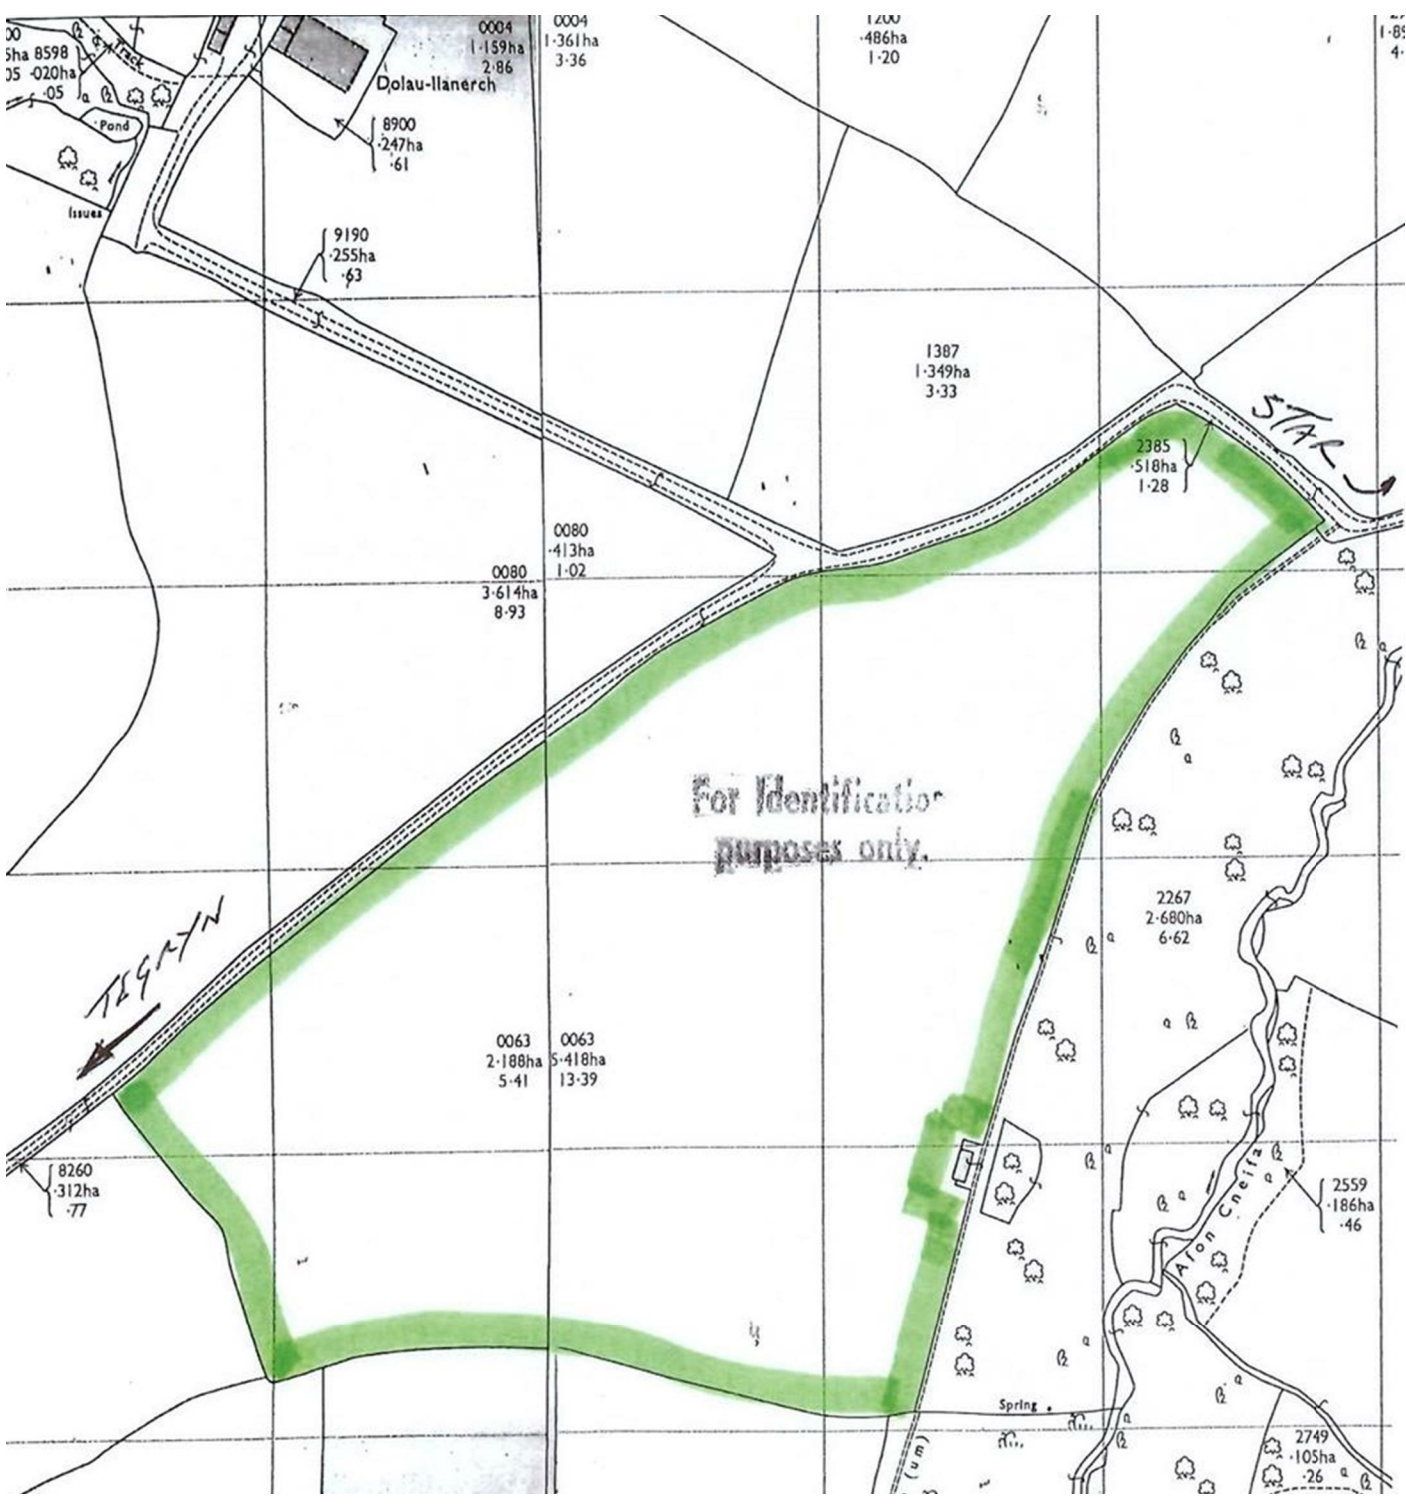 0004
1·159ha
2·86
0004
1·361ha
3·36
1200
·486ha
1·20
8598
·020ha
·05
Track
Pond
Issues
Dolau-llanerch
8900
·247ha
·61
9190
·255ha
·63
1387
1·349ha
3·33
STAR
2385
·518ha
1·28
0080
·413ha
1·02
0080
3·614ha
8·93
For Identification
purposes only.
TEGRYN
2267
2·680ha
6·62
0063
2·188ha
5·41
0063
5·418ha
13·39
8260
·312ha
·77
2559
·186ha
·46
Afon Cneifa
Spring
(um)
2749
·105ha
·26